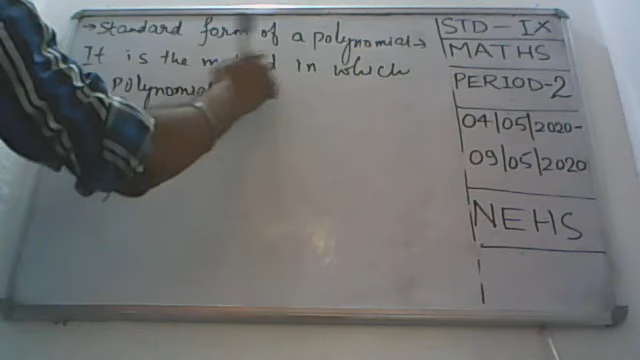 → Standard form of a polynomial →
It is the in which
polynomial
STD - IX
MATHS
PERIOD-2
04/05/2020-
09/05/2020
NEHS